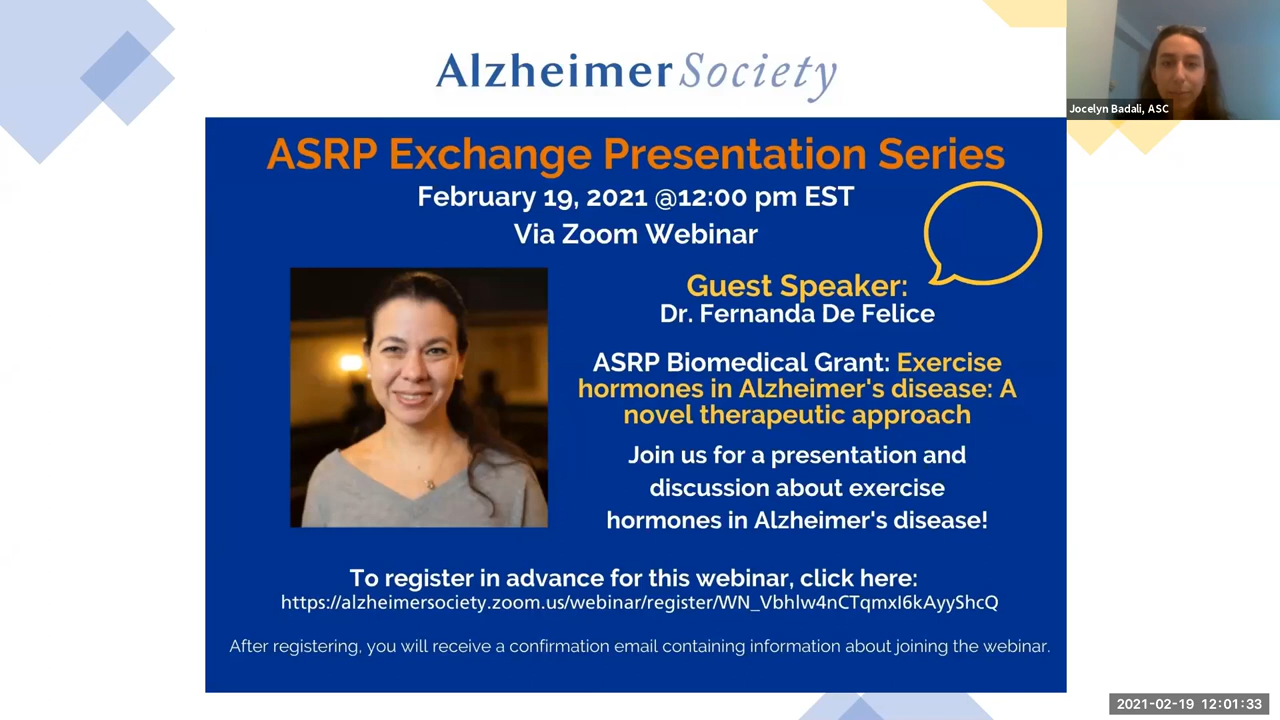 Alzheimer Society
Jocelyn Badali, ASC
ASRP Exchange Presentation Series
February 19, 2021 @12:00 pm EST
Via Zoom Webinar
Guest Speaker:
Dr. Fernanda De Felice
ASRP Biomedical Grant: Exercise
hormones in Alzheimer's disease: A
novel therapeutic approach
Join us for a presentation and
discussion about exercise
hormones in Alzheimer's disease!
To register in advance for this webinar, click here:
https://alzheimersociety.zoom.us/webinar/register/WN_Vbhlw4nCTqmxI6kAyyShcQ
After registering, you will receive a confirmation email containing information about joining the webinar.
2021-02-19 12:01:33